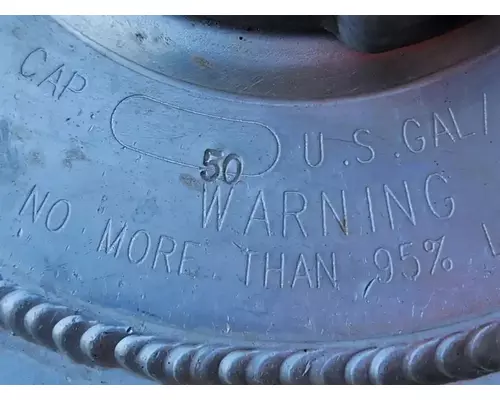 CAP. 50 U.S. GAL/
WARNING
NO MORE THAN 95% L